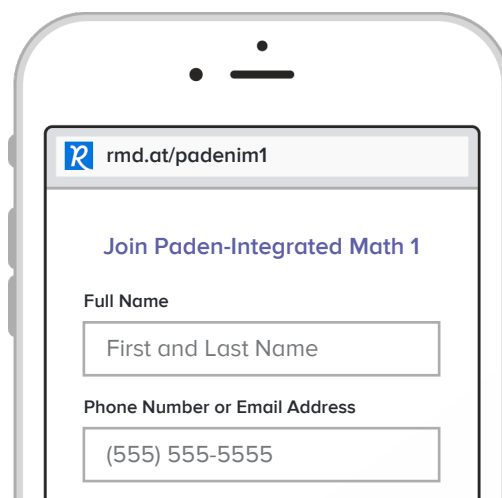 rmd.at/padenim1
Join Paden-Integrated Math 1
Full Name
First and Last Name
Phone Number or Email Address
(555) 555-5555